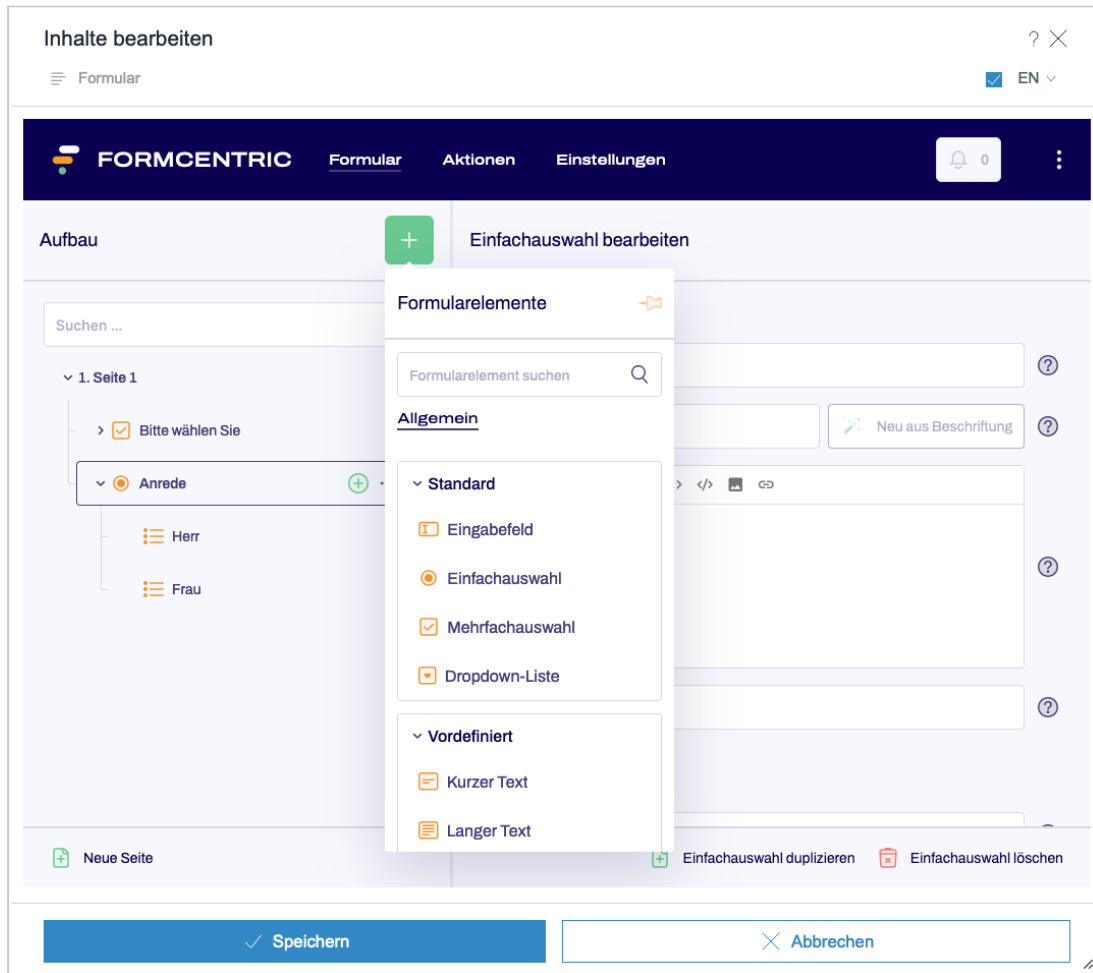 Inhalte bearbeiten
?
Formular
EN
FORMCENTRIC
Formular
Aktionen
Einstellungen
0
Aufbau
Einfachauswahl bearbeiten
Formularelemente
Suchen ...
Formularelement suchen
1. Seite 1
Allgemein
Bitte wählen Sie
Neu aus Beschriftung
Anrede
Standard
Herr
Eingabefeld
Frau
Einfachauswahl
Mehrfachauswahl
Dropdown-Liste
Vordefiniert
Kurzer Text
Langer Text
Neue Seite
Einfachauswahl duplizieren
Einfachauswahl löschen
Speichern
Abbrechen